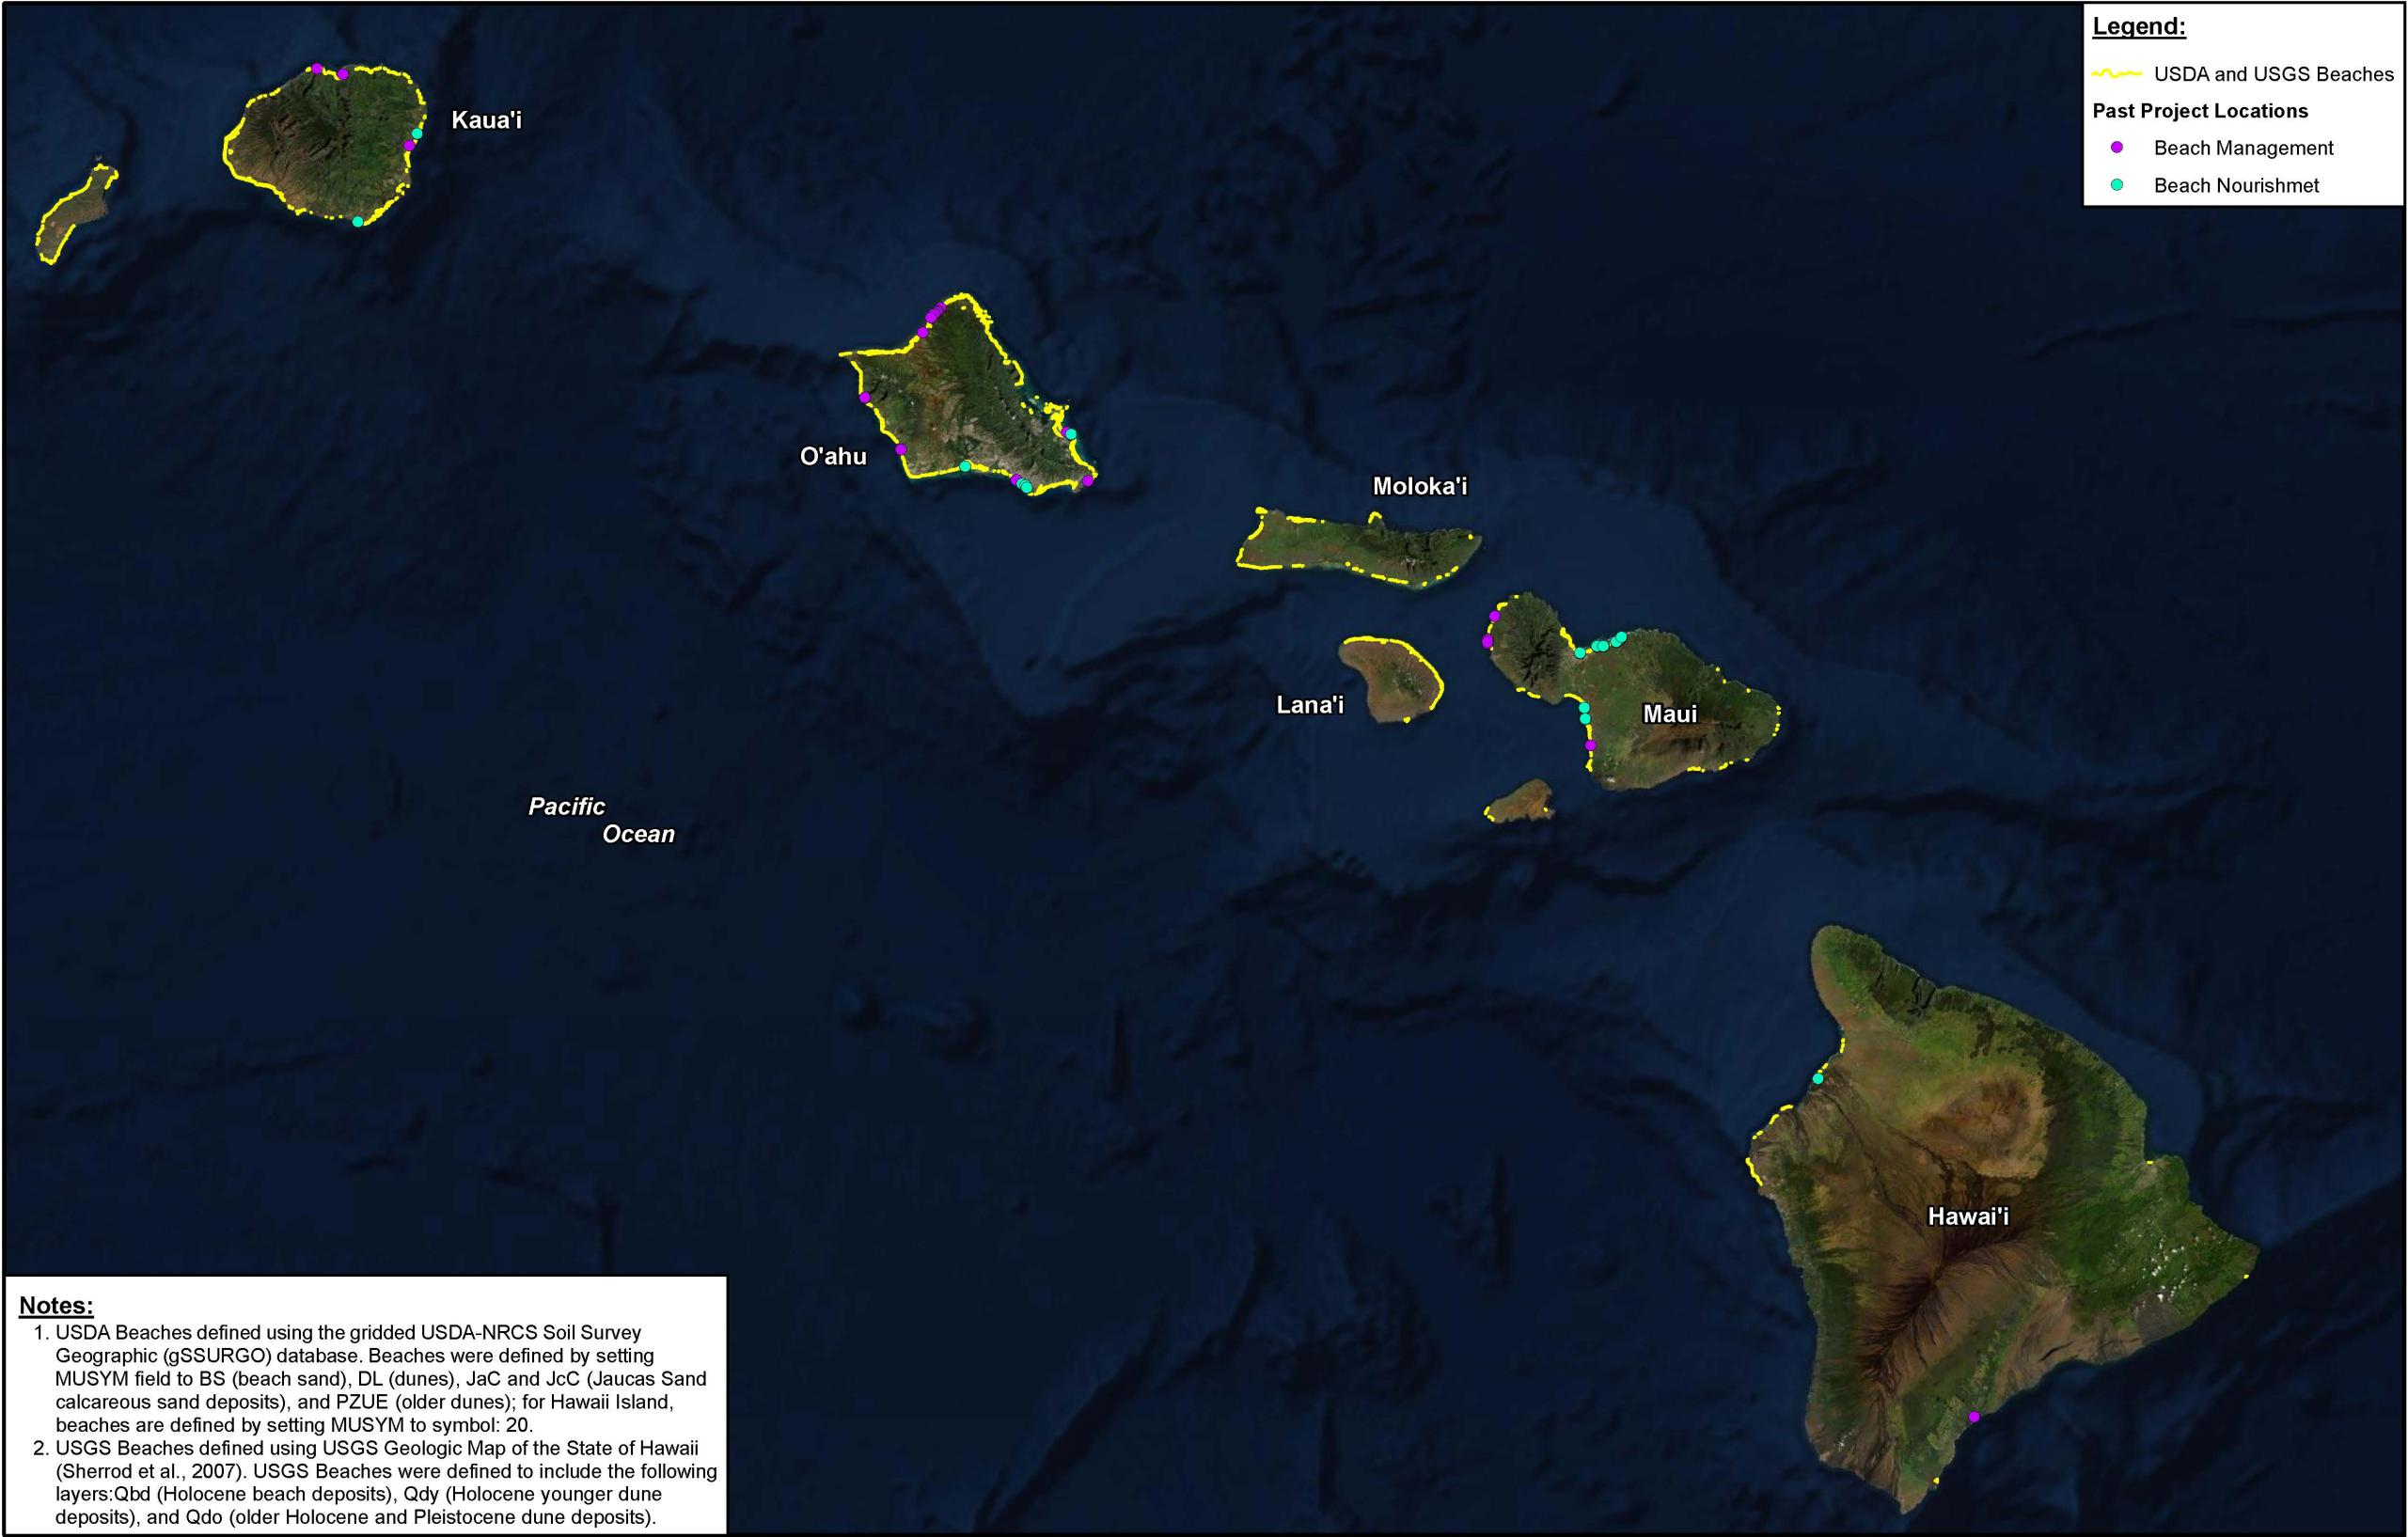 Legend:
USDA and USGS Beaches
Past Project Locations
Beach Management
Beach Nourishmet
Kaua'i
O'ahu
Moloka'i
Lana'i
Maui
Pacific
Ocean
Hawai'i
Notes:
1. USDA Beaches defined using the gridded USDA-NRCS Soil Survey
Geographic (gSSURGO) database. Beaches were defined by setting
MUSYM field to BS (beach sand), DL (dunes), JaC and JcC (Jaucas Sand
calcareous sand deposits), and PZUE (older dunes); for Hawaii Island,
beaches are defined by setting MUSYM to symbol: 20.
2. USGS Beaches defined using USGS Geologic Map of the State of Hawaii
(Sherrod et al., 2007). USGS Beaches were defined to include the following
layers:Qbd (Holocene beach deposits), Qdy (Holocene younger dune
deposits), and Qdo (older Holocene and Pleistocene dune deposits).